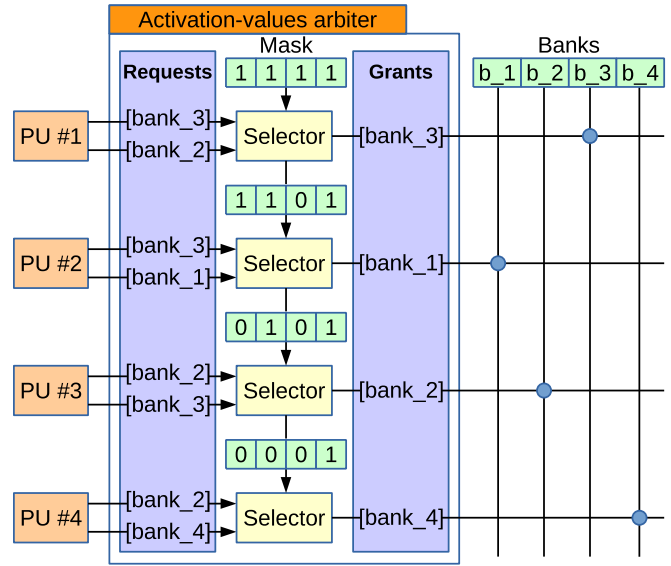 Activation-values arbiter
Mask
Banks
Requests
1 1 1 1
Grants
b_1 b_2 b_3 b_4
PU #1
[bank_3]
[bank_2]
Selector
[bank_3]
1 1 0 1
PU #2
[bank_3]
[bank_1]
Selector
[bank_1]
0 1 0 1
PU #3
[bank_2]
[bank_3]
Selector
[bank_2]
0 0 0 1
PU #4
[bank_2]
[bank_4]
Selector
[bank_4]